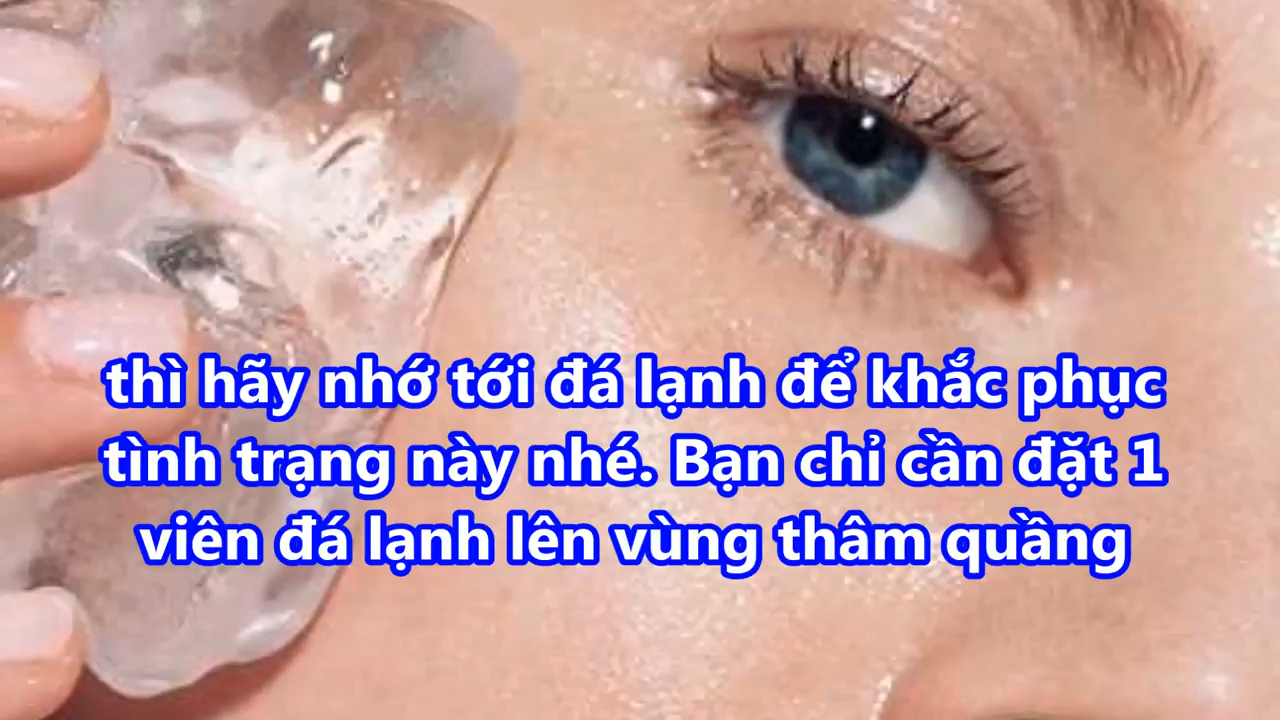 thì hãy nhớ tới đá lạnh để khắc phục
tình trạng này nhé. Bạn chỉ cần đặt 1
viên đá lạnh lên vùng thâm quầng